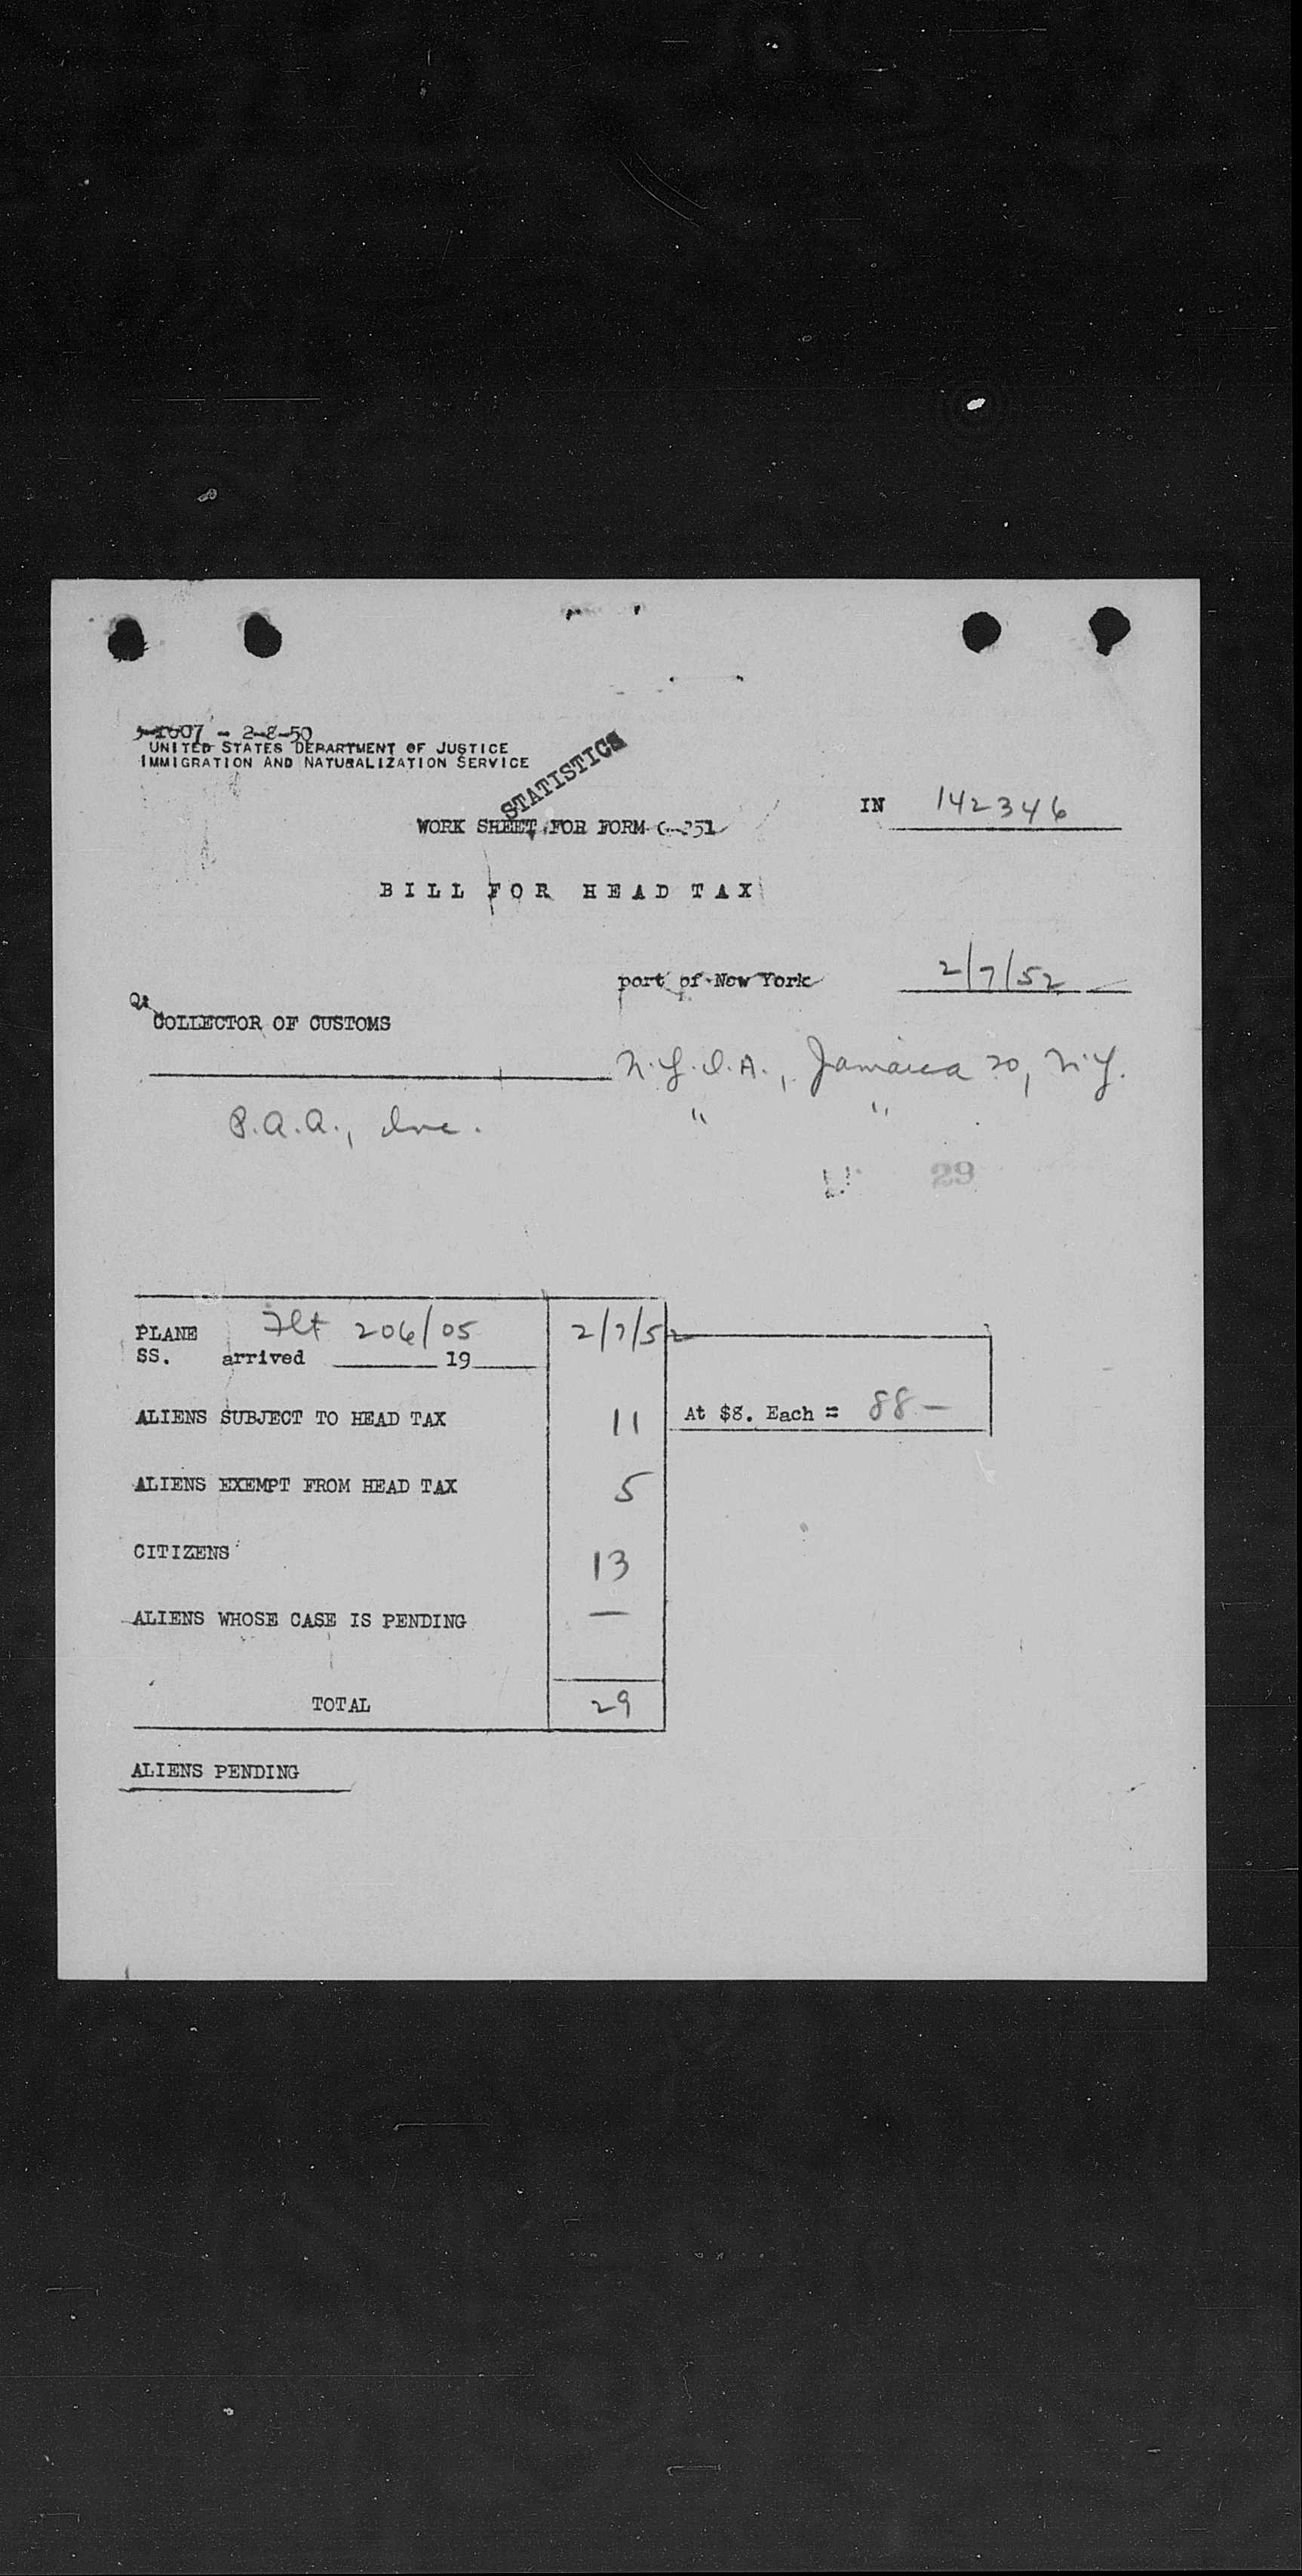 2-8-50
UNITED STATES DEPARTMENT OF JUSTICE
IMMIGRATION AND NATURALIZATION SERVICE
STATISTICS
IN 142346
WORK SHEET FOR FORM
BILL FOR HEAD TAX
port of New York 2/7/52
COLLECTOR OF CUSTOMS
N.Y.I.A., Jamaica 20, N.Y.
P.A.A., Inc. " "
29
PLANE Flt 206/05 2/7/52
SS. arrived 19
ALIENS SUBJECT TO HEAD TAX 11 At $8. Each = 88 —
ALIENS EXEMPT FROM HEAD TAX 5
CITIZENS 13
ALIENS WHOSE CASE IS PENDING —
TOTAL 29
ALIENS PENDING